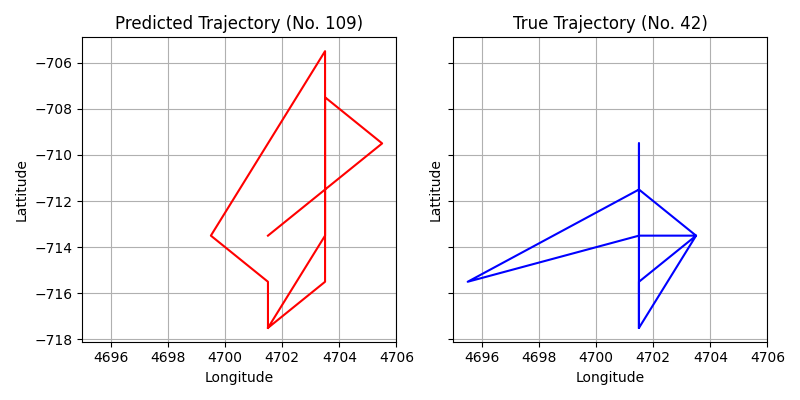 Predicted Trajectory (No. 109)
Lattitude
−706
−708
−710
−712
−714
−716
−718
4696 4698 4700 4702 4704 4706
Longitude
True Trajectory (No. 42)
Lattitude
4696 4698 4700 4702 4704 4706
Longitude